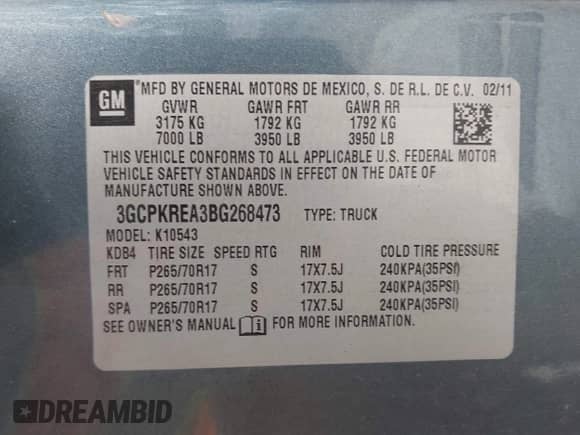 GM
*MFD BY GENERAL MOTORS DE MEXICO, S. DE R.L. DE C.V. 02/11
GVWR GAWR FRT GAWR RR
3175 KG 1792 KG 1792 KG
7000 LB 3950 LB 3950 LB
THIS VEHICLE CONFORMS TO ALL APPLICABLE U.S. FEDERAL MOTOR
VEHICLE SAFETY STANDARDS IN EFFECT ON THE DATE OF
MANUFACTURE SHOWN ABOVE.
3GCPKREA3BG268473 TYPE: TRUCK
MODEL: K10543
KDB4 TIRE SIZE SPEED RTG RIM COLD TIRE PRESSURE
FRT P265/70R17 S 17X7.5J 240KPA(35PSI)
RR P265/70R17 S 17X7.5J 240KPA(35PSI)
SPA P265/70R17 S 17X7.5J 240KPA(35PSI)
SEE OWNER'S MANUAL FOR MORE INFORMATION.
DREAMBID